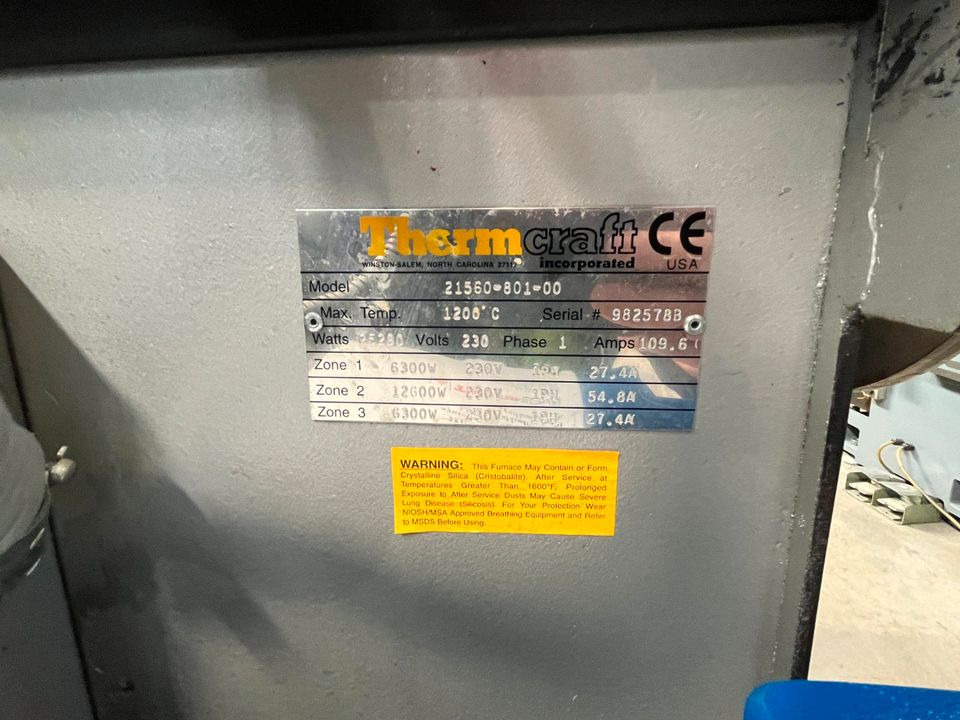 Thermcraft CE
WINSTON-SALEM, NORTH CAROLINA 27117 incorporated USA
Model 21560-801-00
Max. Temp. 1200°C Serial # 982578B
Watts 25200 Volts 230 Phase 1 Amps 109.6
Zone 1 6300W 230V 1PH 27.4A
Zone 2 12600W 230V 1PH 54.8A
Zone 3 6300W 230V 1PH 27.4A
WARNING: This Furnace May Contain or Form
Crystalline Silica (Cristobalite). After Service at
Temperatures Greater Than 1600°F, Prolonged
Exposure to After Service Dusts May Cause Severe
Lung Disease (Silicosis). For Your Protection Wear
NIOSH/MSA Approved Breathing Equipment and Refer
to MSDS Before Using.